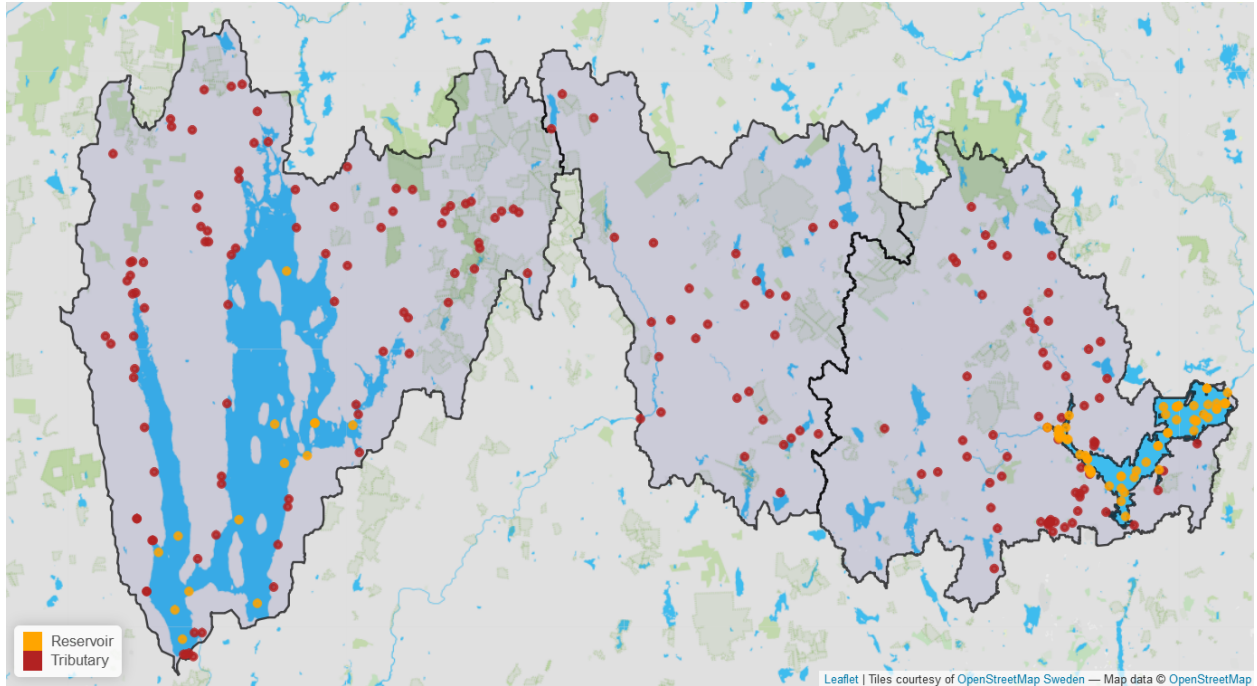 Reservoir
Tributary
Leaflet | Tiles courtesy of OpenStreetMap Sweden — Map data © OpenStreetMap